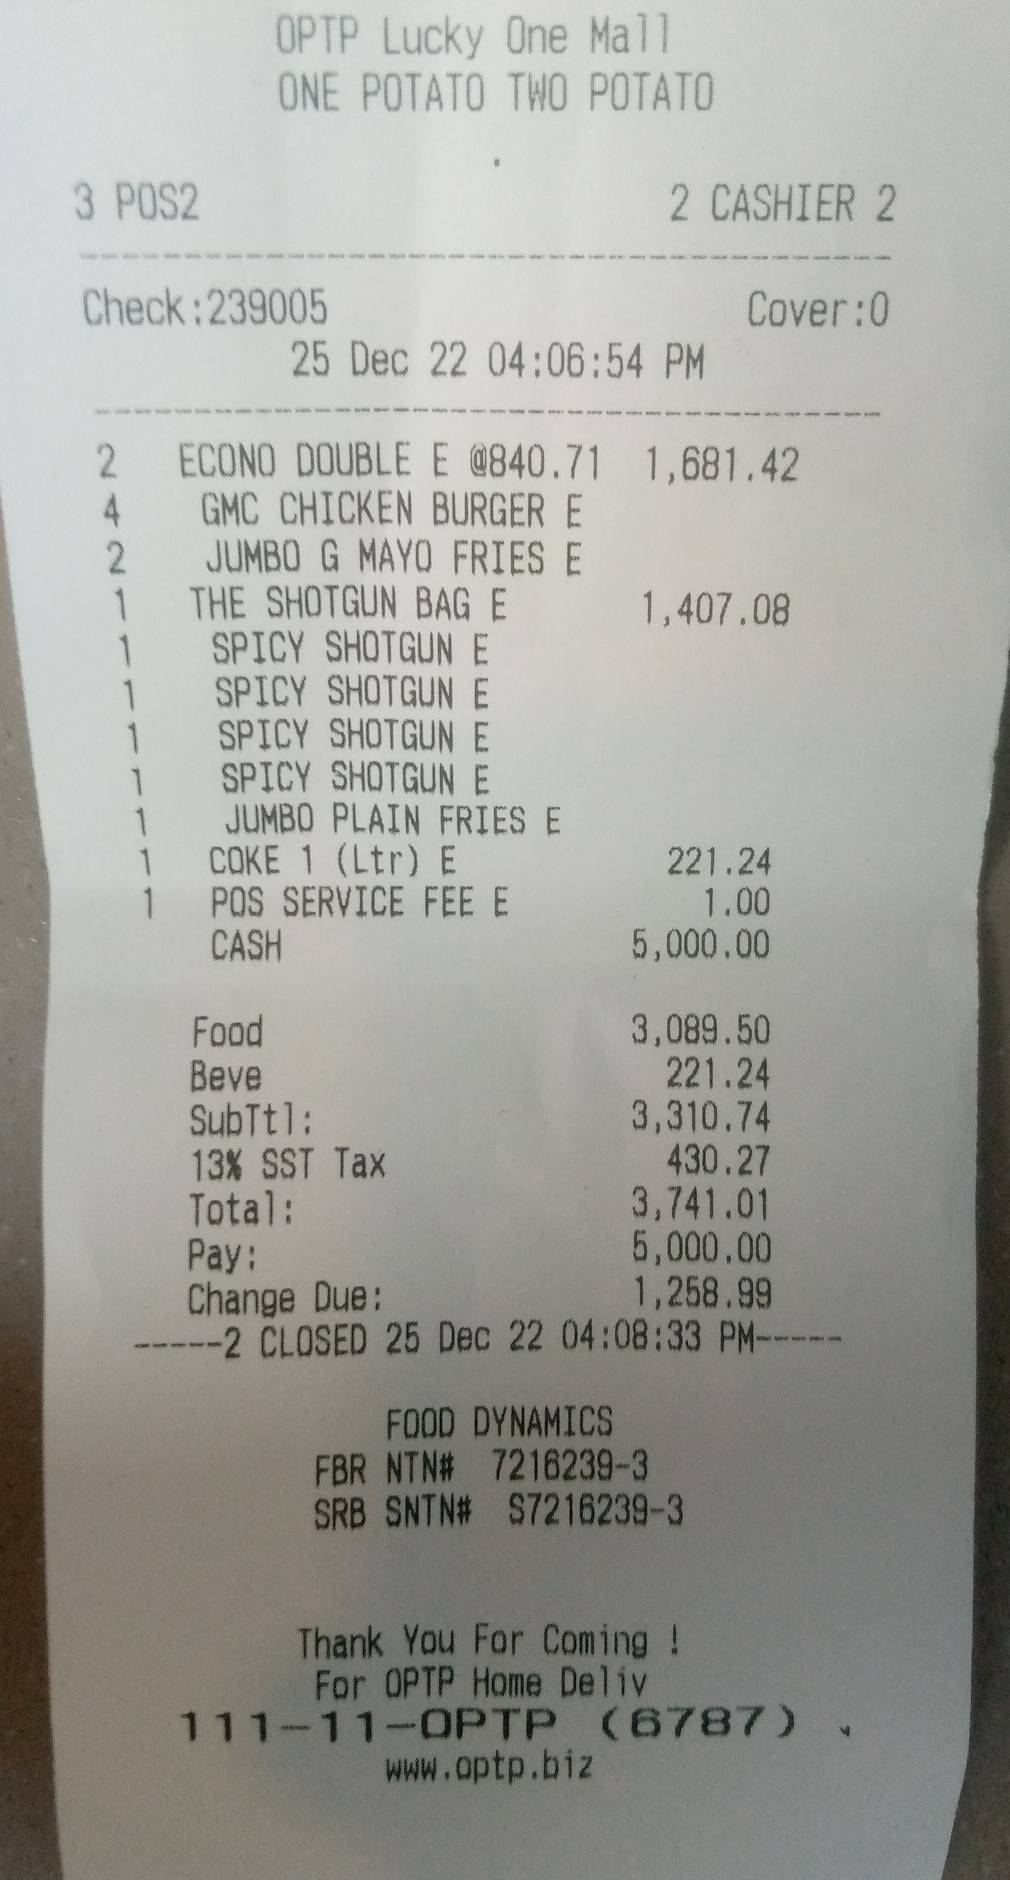 OPTP Lucky One Mall
ONE POTATO TWO POTATO
3 POS2 2 CASHIER 2
Check:239005 Cover:0
25 Dec 22 04:06:54 PM
2 ECONO DOUBLE E @840.71 1,681.42
4 GMC CHICKEN BURGER E
2 JUMBO G MAYO FRIES E
1 THE SHOTGUN BAG E 1,407.08
1 SPICY SHOTGUN E
1 SPICY SHOTGUN E
1 SPICY SHOTGUN E
1 SPICY SHOTGUN E
1 JUMBO PLAIN FRIES E
1 COKE 1 (Ltr) E 221.24
1 POS SERVICE FEE E 1.00
CASH 5,000.00
Food 3,089.50
Beve 221.24
SubTtl: 3,310.74
13% SST Tax 430.27
Total: 3,741.01
Pay: 5,000.00
Change Due: 1,258.99
-----2 CLOSED 25 Dec 22 04:08:33 PM-----
FOOD DYNAMICS
FBR NTN# 7216239-3
SRB SNTN# S7216239-3
Thank You For Coming !
For OPTP Home Deliv
111-11-OPTP (6787)
www.optp.biz